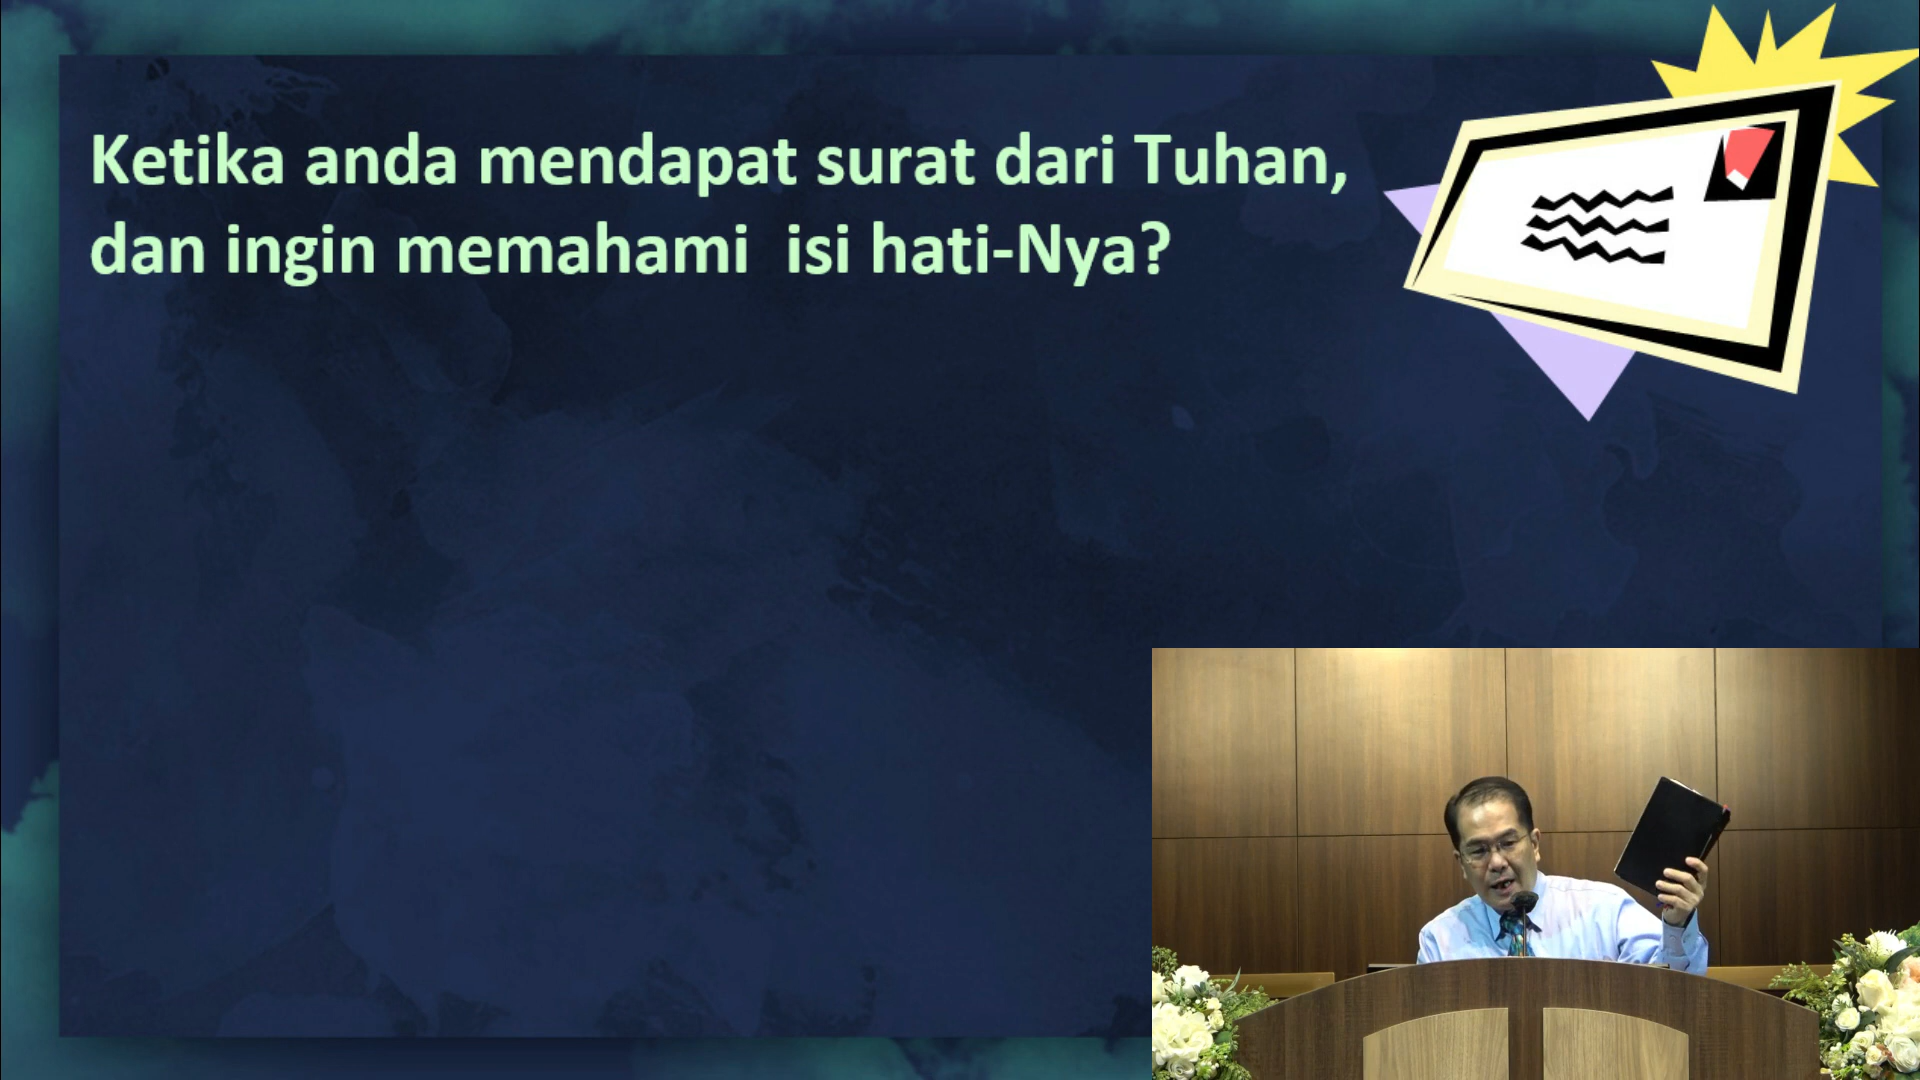 Ketika anda mendapat surat dari Tuhan,
dan ingin memahami  isi hati-Nya?